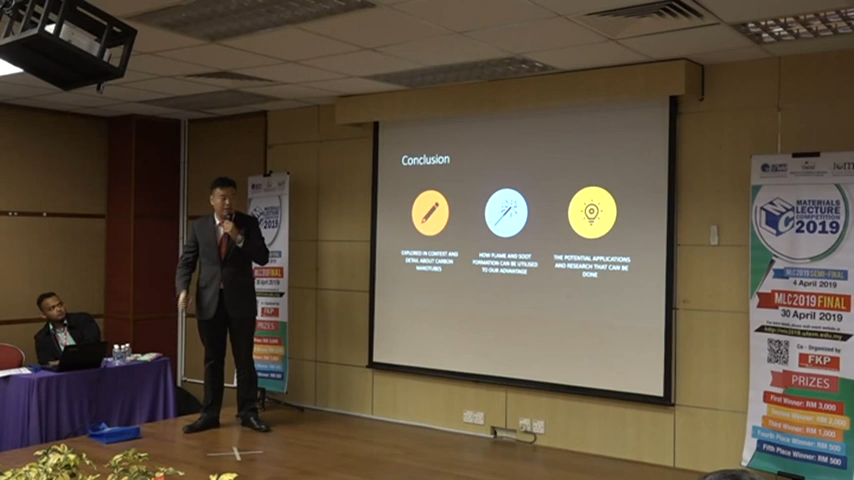 Conclusion
EXPLORED IN CONTEXT AND
DETAIL ABOUT CARBON
NANOTUBES
HOW FLAME AND SOOT
FORMATION CAN BE UTILISED
TO OUR ADVANTAGE
THE POTENTIAL APPLICATIONS
AND RESEARCH THAT CAN BE
DONE
MATERIALS
LECTURE
COMPETITION
2019
MLC2019 SEMI-FINAL
4 April 2019
MLC2019 FINAL
30 April 2019
Co - Organized by
FKP
PRIZES
First Winner: RM 3,000
Second Winner: RM 2,000
Third Winner: RM 1,000
Fourth Place Winner: RM 500
Fifth Place Winner: RM 500
2019
FKP
PRIZES